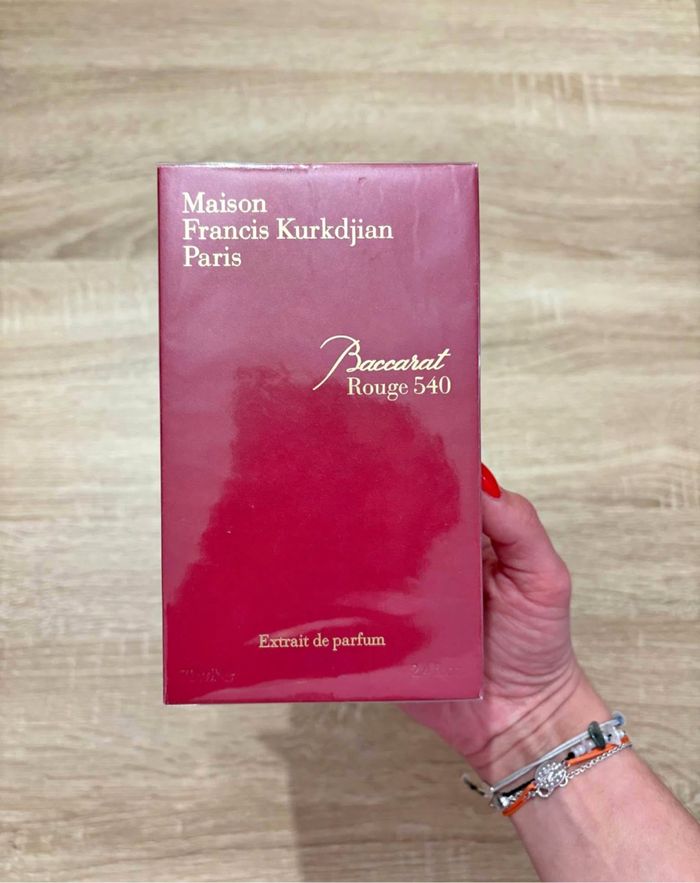 Maison
Francis Kurkdjian
Paris
Baccarat
Rouge 540
Extrait de parfum